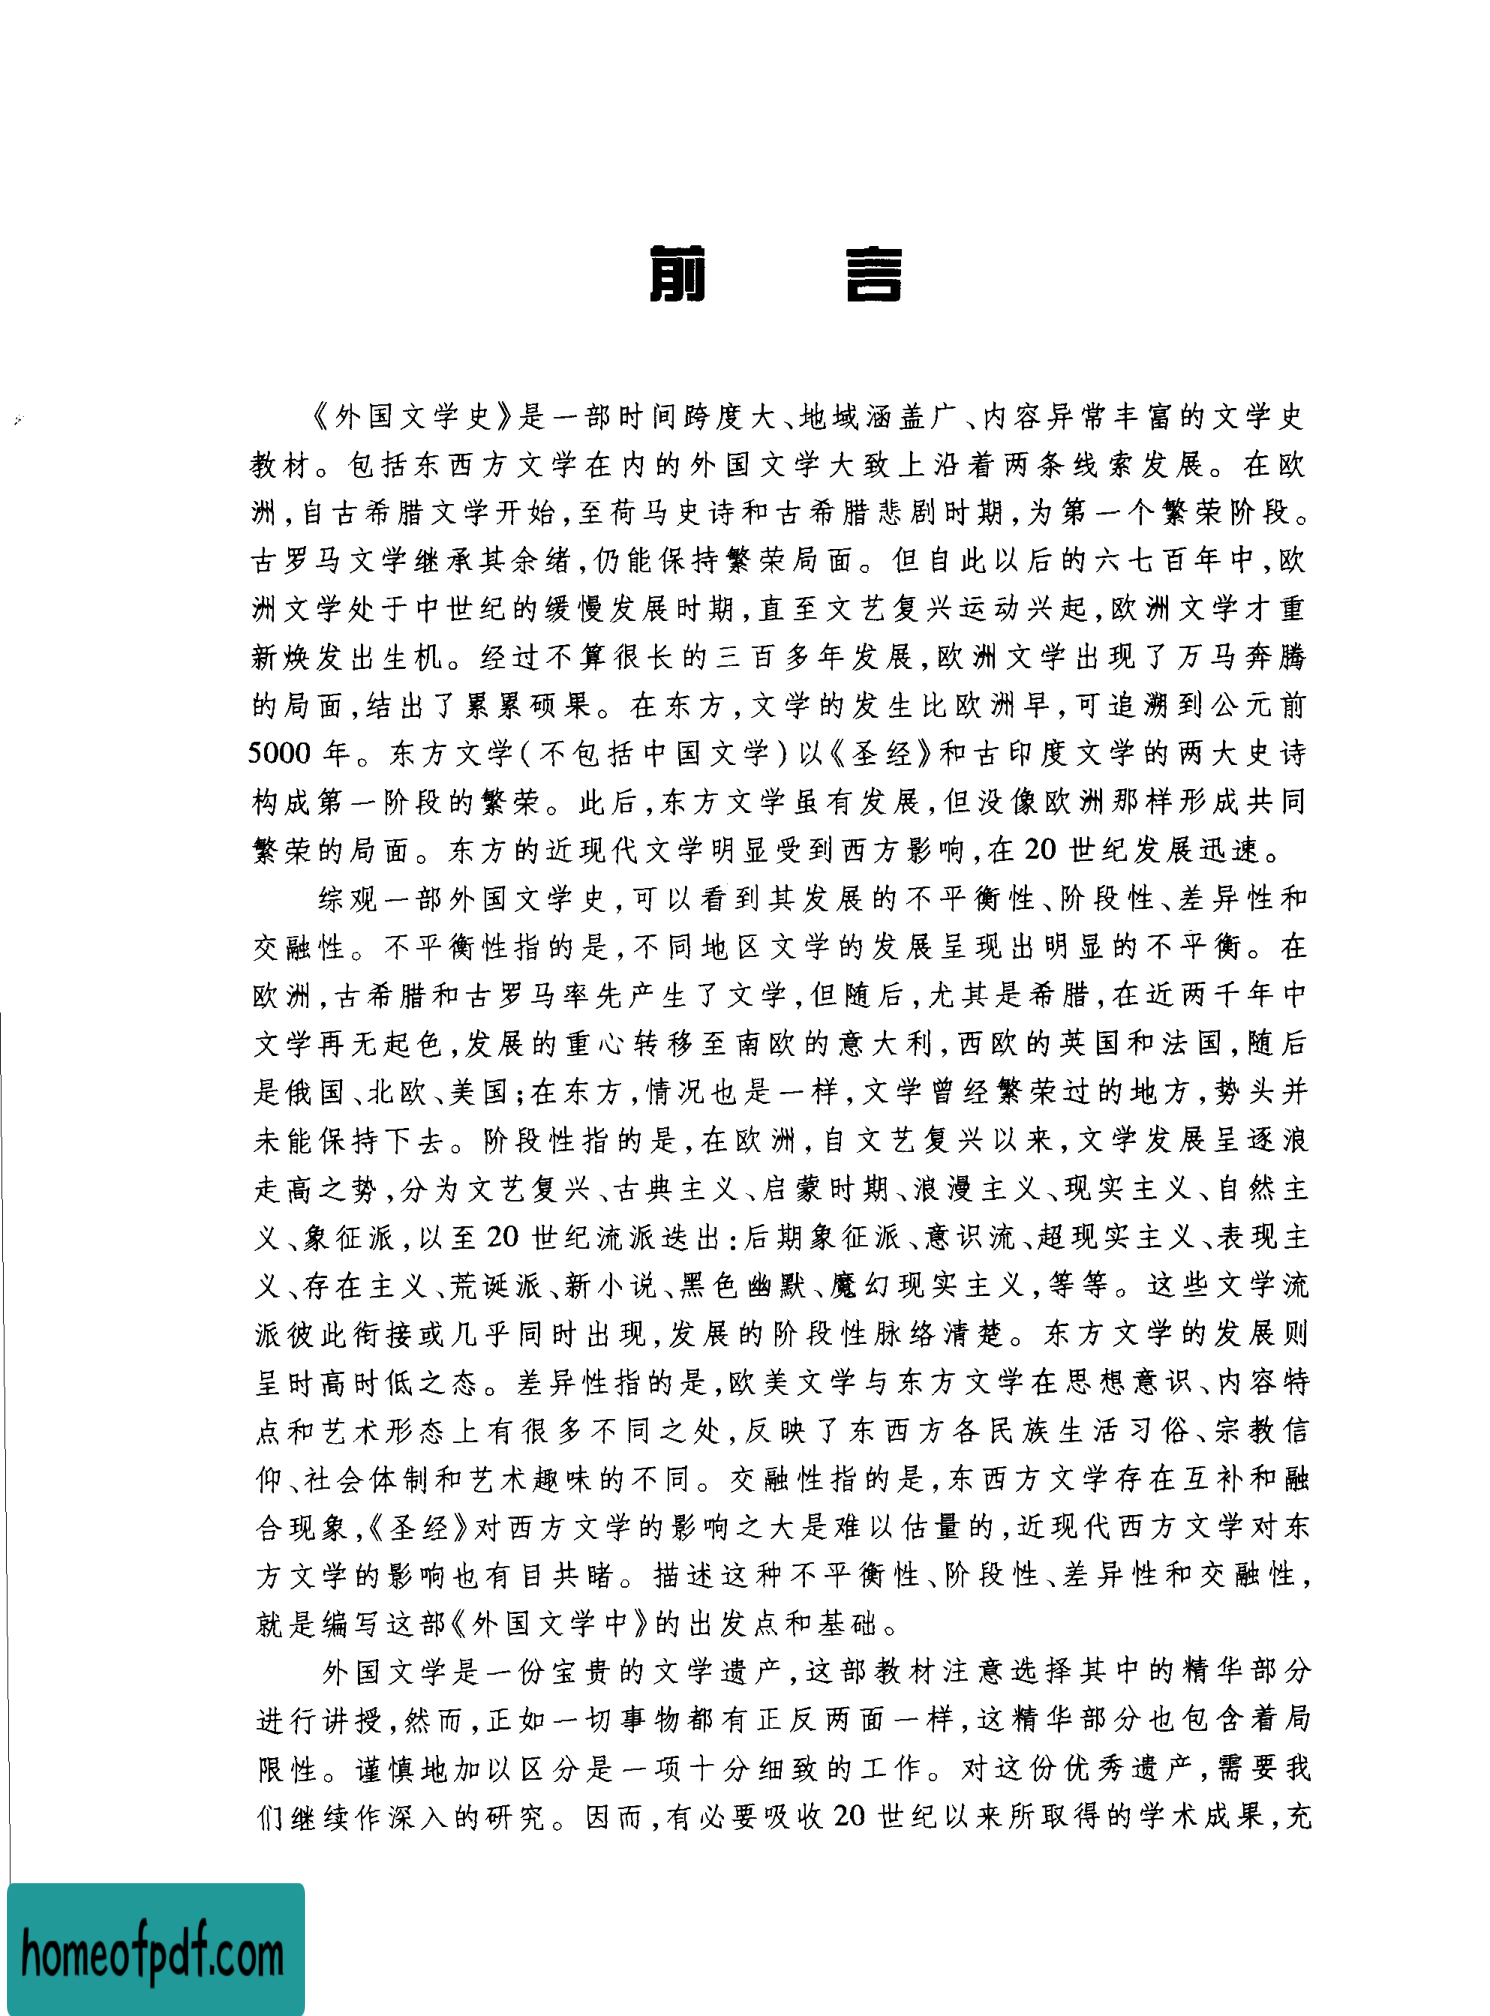 前 言
《外国文学史》是一部时间跨度大、地域涵盖广、内容异常丰富的文学史
教材。包括东西方文学在内的外国文学大致上沿着两条线索发展。在欧
洲,自古希腊文学开始,至荷马史诗和古希腊悲剧时期,为第一个繁荣阶段。
古罗马文学继承其余绪,仍能保持繁荣局面。但自此以后的六七百年中,欧
洲文学处于中世纪的缓慢发展时期,直至文艺复兴运动兴起,欧洲文学才重
新焕发出生机。经过不算很长的三百多年发展,欧洲文学出现了万马奔腾
的局面,结出了累累硕果。在东方,文学的发生比欧洲早,可追溯到公元前
5000 年。东方文学(不包括中国文学)以《圣经》和古印度文学的两大史诗
构成第一阶段的繁荣。此后,东方文学虽有发展,但没像欧洲那样形成共同
繁荣的局面。东方的近现代文学明显受到西方影响,在 20 世纪发展迅速。
综观一部外国文学史,可以看到其发展的不平衡性、阶段性、差异性和
交融性。不平衡性指的是,不同地区文学的发展呈现出明显的不平衡。在
欧洲,古希腊和古罗马率先产生了文学,但随后,尤其是希腊,在近两千年中
文学再无起色,发展的重心转移至南欧的意大利,西欧的英国和法国,随后
是俄国、北欧、美国;在东方,情况也是一样,文学曾经繁荣过的地方,势头并
未能保持下去。阶段性指的是,在欧洲,自文艺复兴以来,文学发展呈逐浪
走高之势,分为文艺复兴、古典主义、启蒙时期、浪漫主义、现实主义、自然主
义、象征派,以至 20 世纪流派迭出:后期象征派、意识流、超现实主义、表现主
义、存在主义、荒诞派、新小说、黑色幽默、魔幻现实主义,等等。这些文学流
派彼此衔接或几乎同时出现,发展的阶段性脉络清楚。东方文学的发展则
呈时高时低之态。差异性指的是,欧美文学与东方文学在思想意识、内容特
点和艺术形态上有很多不同之处,反映了东西方各民族生活习俗、宗教信
仰、社会体制和艺术趣味的不同。交融性指的是,东西方文学存在互补和融
合现象,《圣经》对西方文学的影响之大是难以估量的,近现代西方文学对东
方文学的影响也有目共睹。描述这种不平衡性、阶段性、差异性和交融性,
就是编写这部《外国文学中》的出发点和基础。
外国文学是一份宝贵的文学遗产,这部教材注意选择其中的精华部分
进行讲授,然而,正如一切事物都有正反两面一样,这精华部分也包含着局
限性。谨慎地加以区分是一项十分细致的工作。对这份优秀遗产,需要我
们继续作深入的研究。因而,有必要吸收 20 世纪以来所取得的学术成果,充
homeofpdf.com